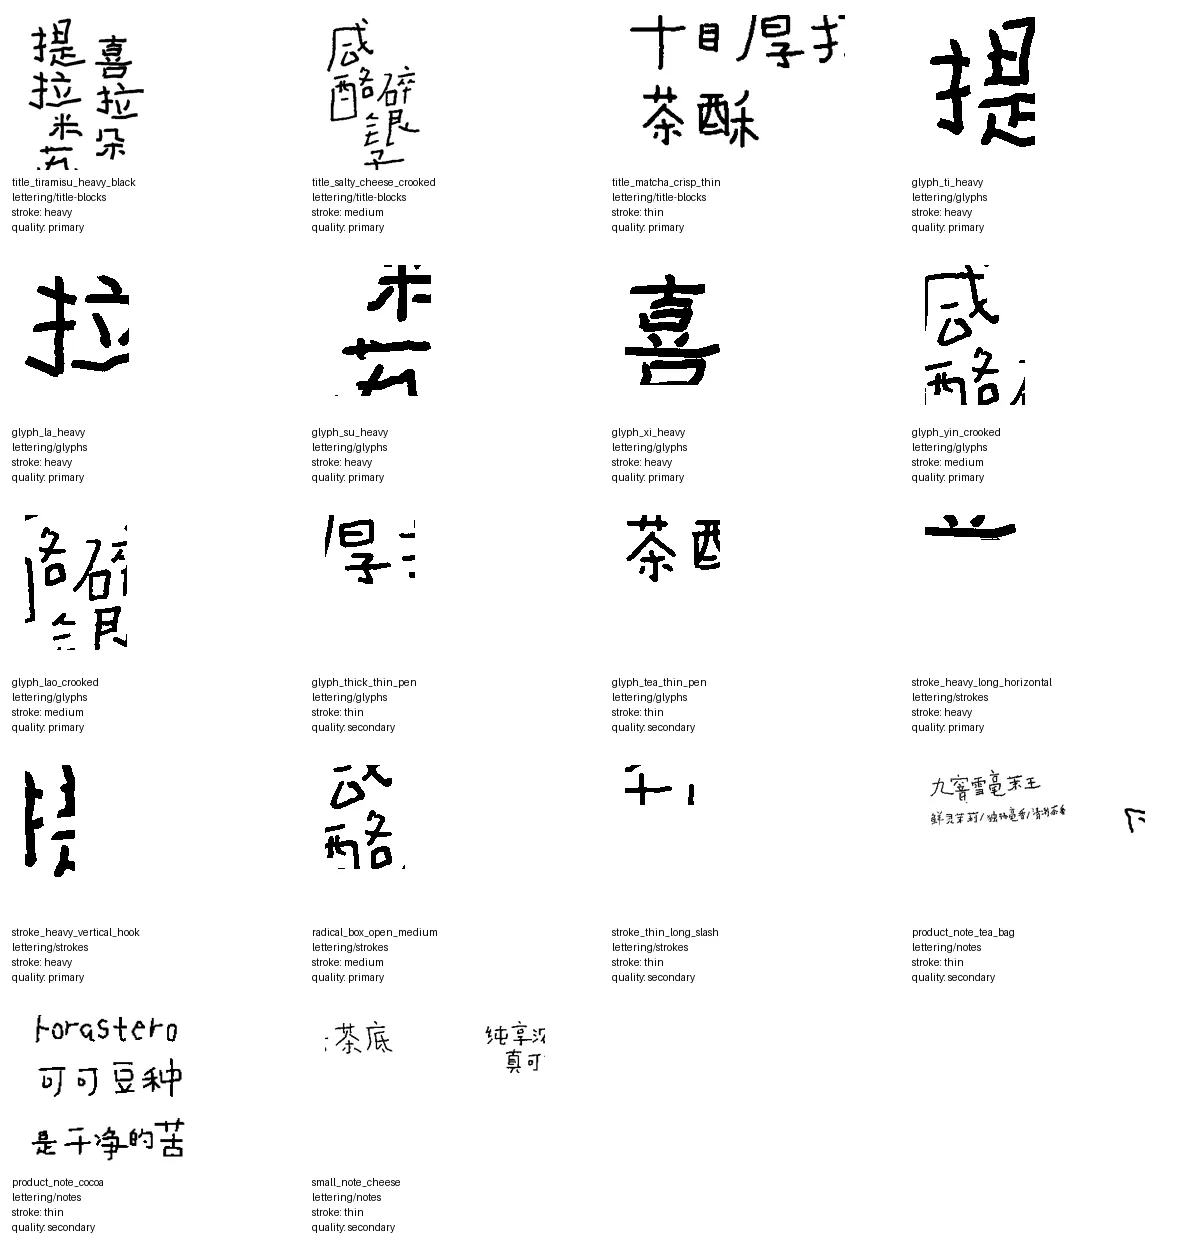 提 喜
拉 拉
米 朵
咸
酪 碎
银
子
十目厚
茶酥
提
title_tiramisu_heavy_black
lettering/title-blocks
stroke: heavy
quality: primary
title_salty_cheese_crooked
lettering/title-blocks
stroke: medium
quality: primary
title_matcha_crisp_thin
lettering/title-blocks
stroke: thin
quality: primary
glyph_ti_heavy
lettering/glyphs
stroke: heavy
quality: primary
拉
喜
酪
glyph_la_heavy
lettering/glyphs
stroke: heavy
quality: primary
glyph_su_heavy
lettering/glyphs
stroke: heavy
quality: primary
glyph_xi_heavy
lettering/glyphs
stroke: heavy
quality: primary
glyph_yin_crooked
lettering/glyphs
stroke: medium
quality: primary
厚
茶
glyph_lao_crooked
lettering/glyphs
stroke: medium
quality: primary
glyph_thick_thin_pen
lettering/glyphs
stroke: thin
quality: secondary
glyph_tea_thin_pen
lettering/glyphs
stroke: thin
quality: secondary
stroke_heavy_long_horizontal
lettering/strokes
stroke: heavy
quality: primary
酪
九窨雪毫茉王
stroke_heavy_vertical_hook
lettering/strokes
stroke: heavy
quality: primary
radical_box_open_medium
lettering/strokes
stroke: medium
quality: primary
stroke_thin_long_slash
lettering/strokes
stroke: thin
quality: secondary
product_note_tea_bag
lettering/notes
stroke: thin
quality: secondary
forastero
可可豆种
是干净的苦
茶底
纯享
真可
product_note_cocoa
lettering/notes
stroke: thin
quality: secondary
small_note_cheese
lettering/notes
stroke: thin
quality: secondary